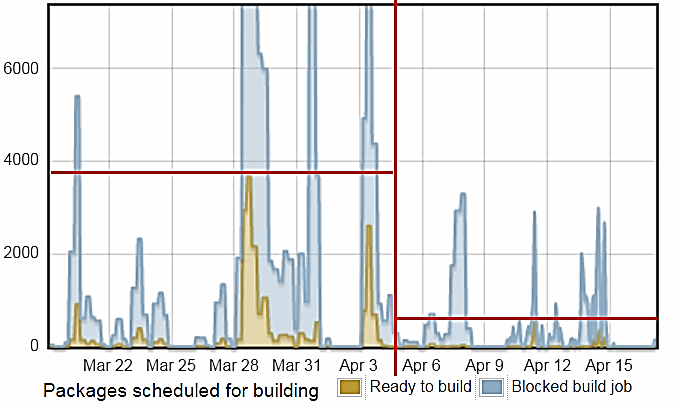 6000
4000
2000
0
Mar 22 Mar 25 Mar 28 Mar 31 Apr 3 Apr 6 Apr 9 Apr 12 Apr 15
Packages scheduled for building Ready to build Blocked build job